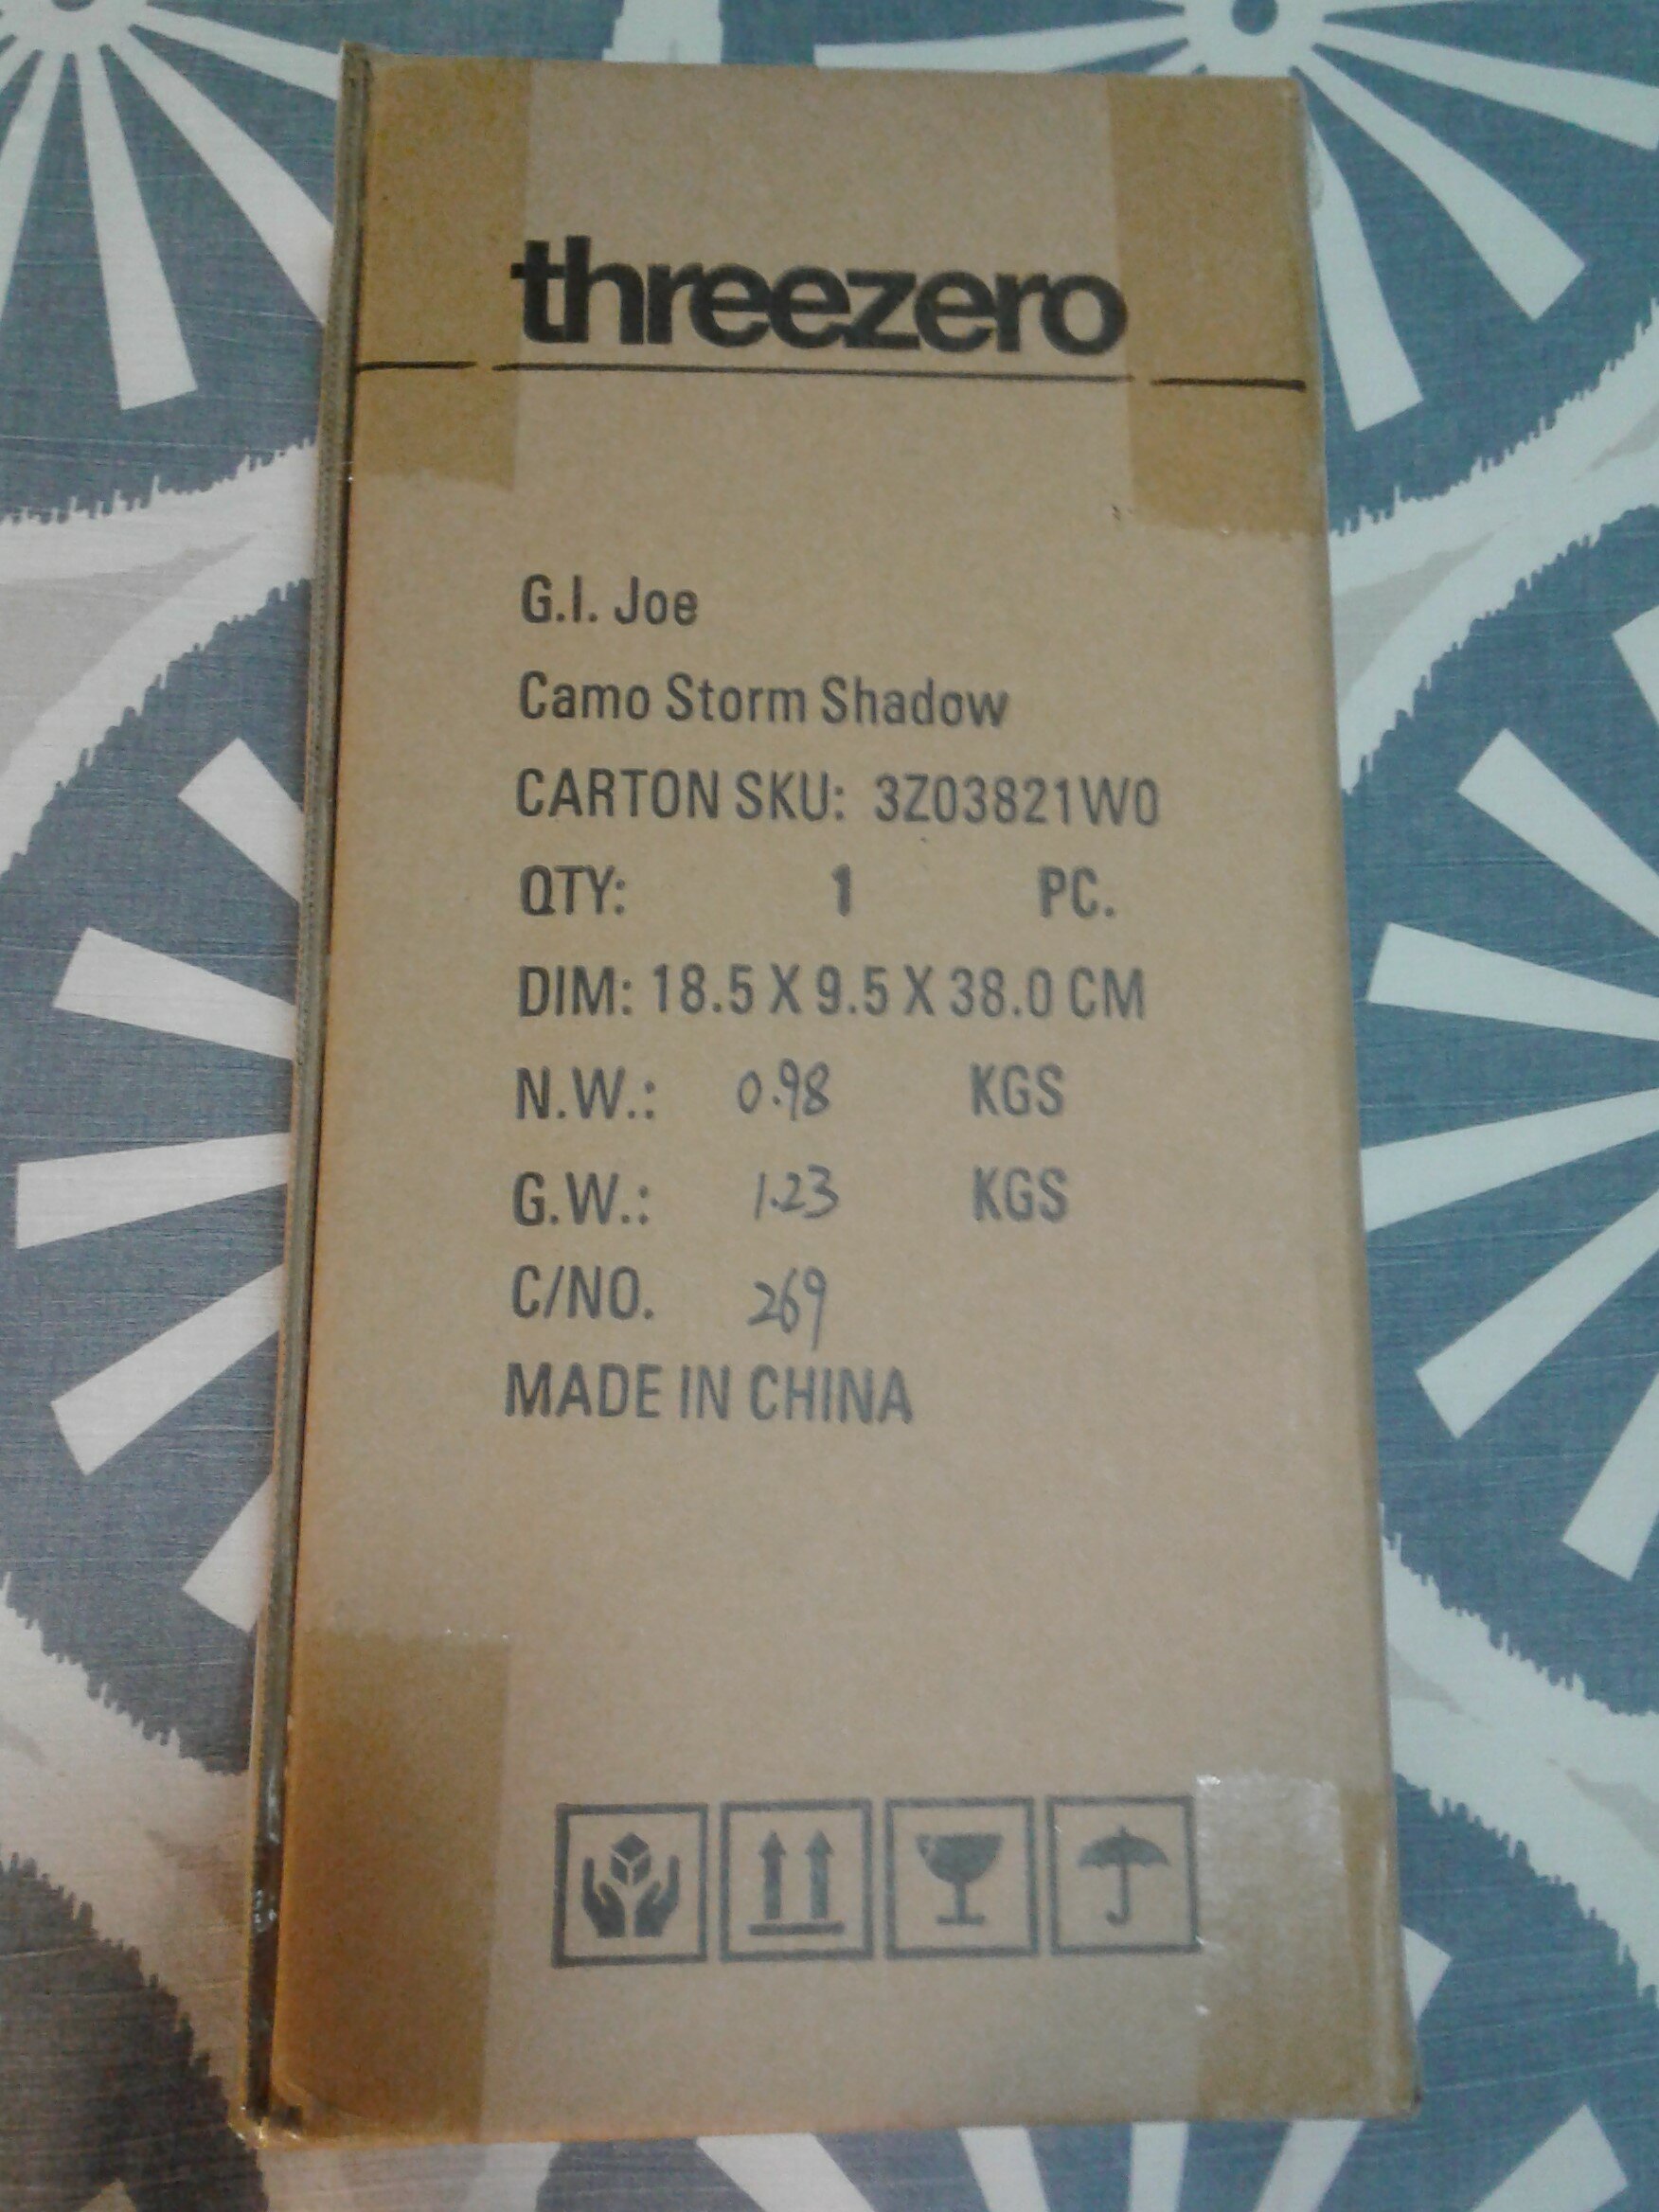 threezero
G.I. Joe
Camo Storm Shadow
CARTON SKU: 3Z03821W0
QTY: 1 PC.
DIM: 18.5 X 9.5 X 38.0 CM
N.W.: 0.98 KGS
G.W.: 1.23 KGS
C/NO. 269
MADE IN CHINA